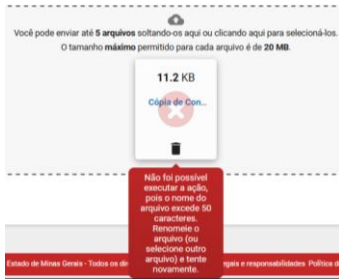 Você pode enviar até 5 arquivos soltando-os aqui ou clicando aqui para selecioná-los.
O tamanho máximo permitido para cada arquivo é de 20 MB.
11.2 KB
Cópia de Con...
Não foi possível
executar a ação,
pois o nome do
arquivo excede 50
caracteres.
Renomeie o
arquivo (ou
selecione outro
arquivo) e tente
novamente.
Estado de Minas Gerais - Todos os
e responsabilidades Política